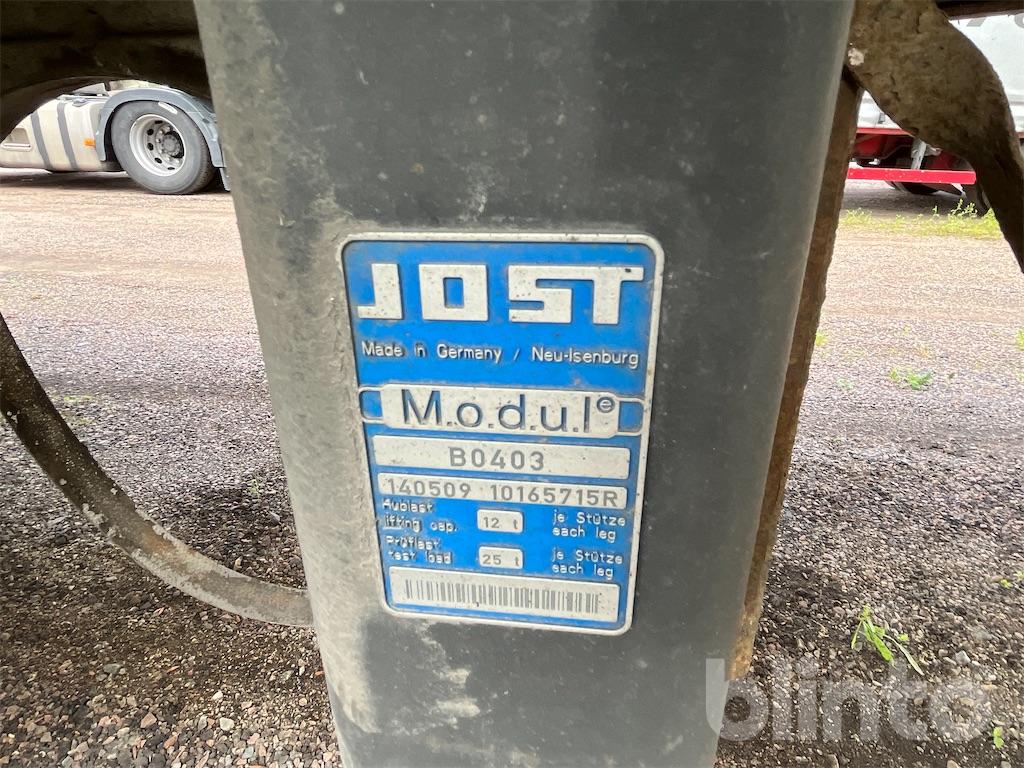 JOST
Made in Germany / Neu-Isenburg
M.o.d.u.l e
B0403
140509 10165715R
Hublast
lifting cap. 12 t je Stütze
each leg
Prüflast
test load 25 t je Stütze
each leg
blinto